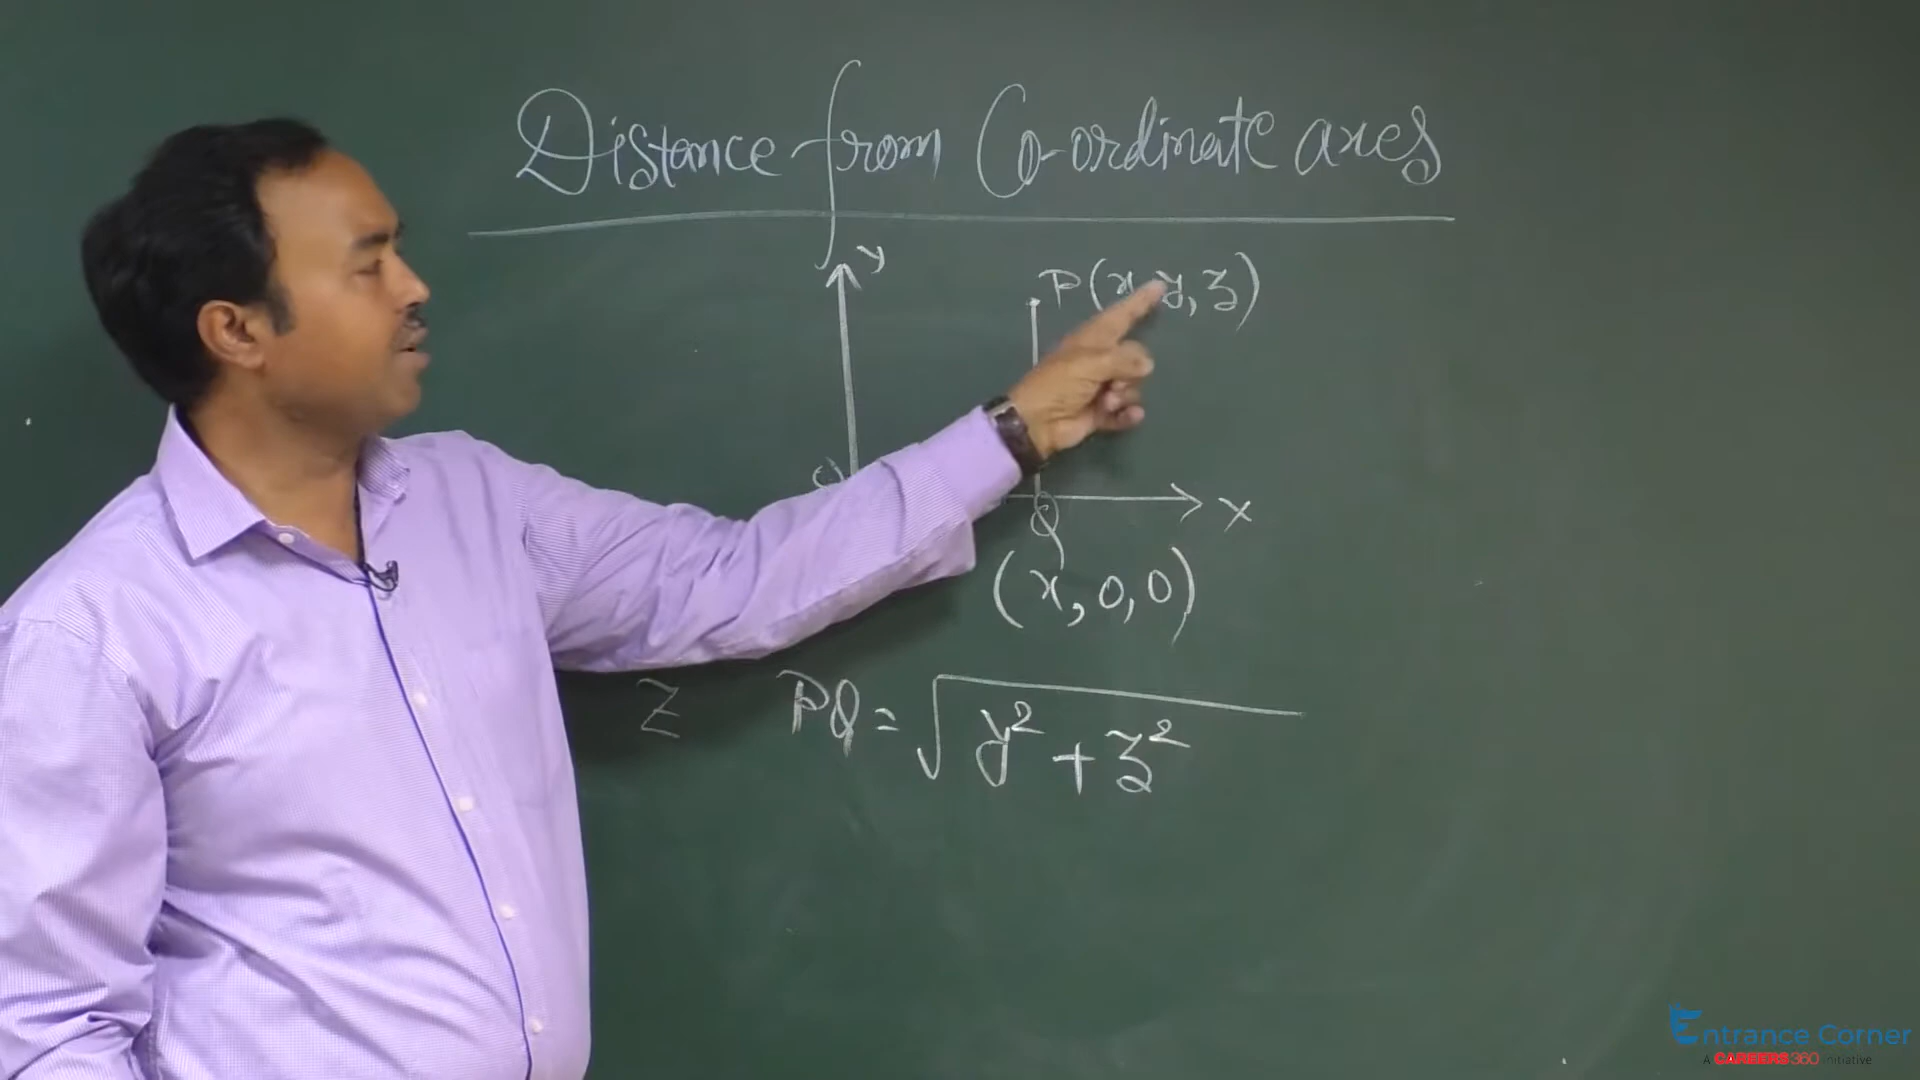 Distance from Co-ordinate axes
y
P(x, y, z)
O
x
Q
(x, 0, 0)
Z
PQ = √y² + z²
Entrance Corner
A CAREERS360 Initiative